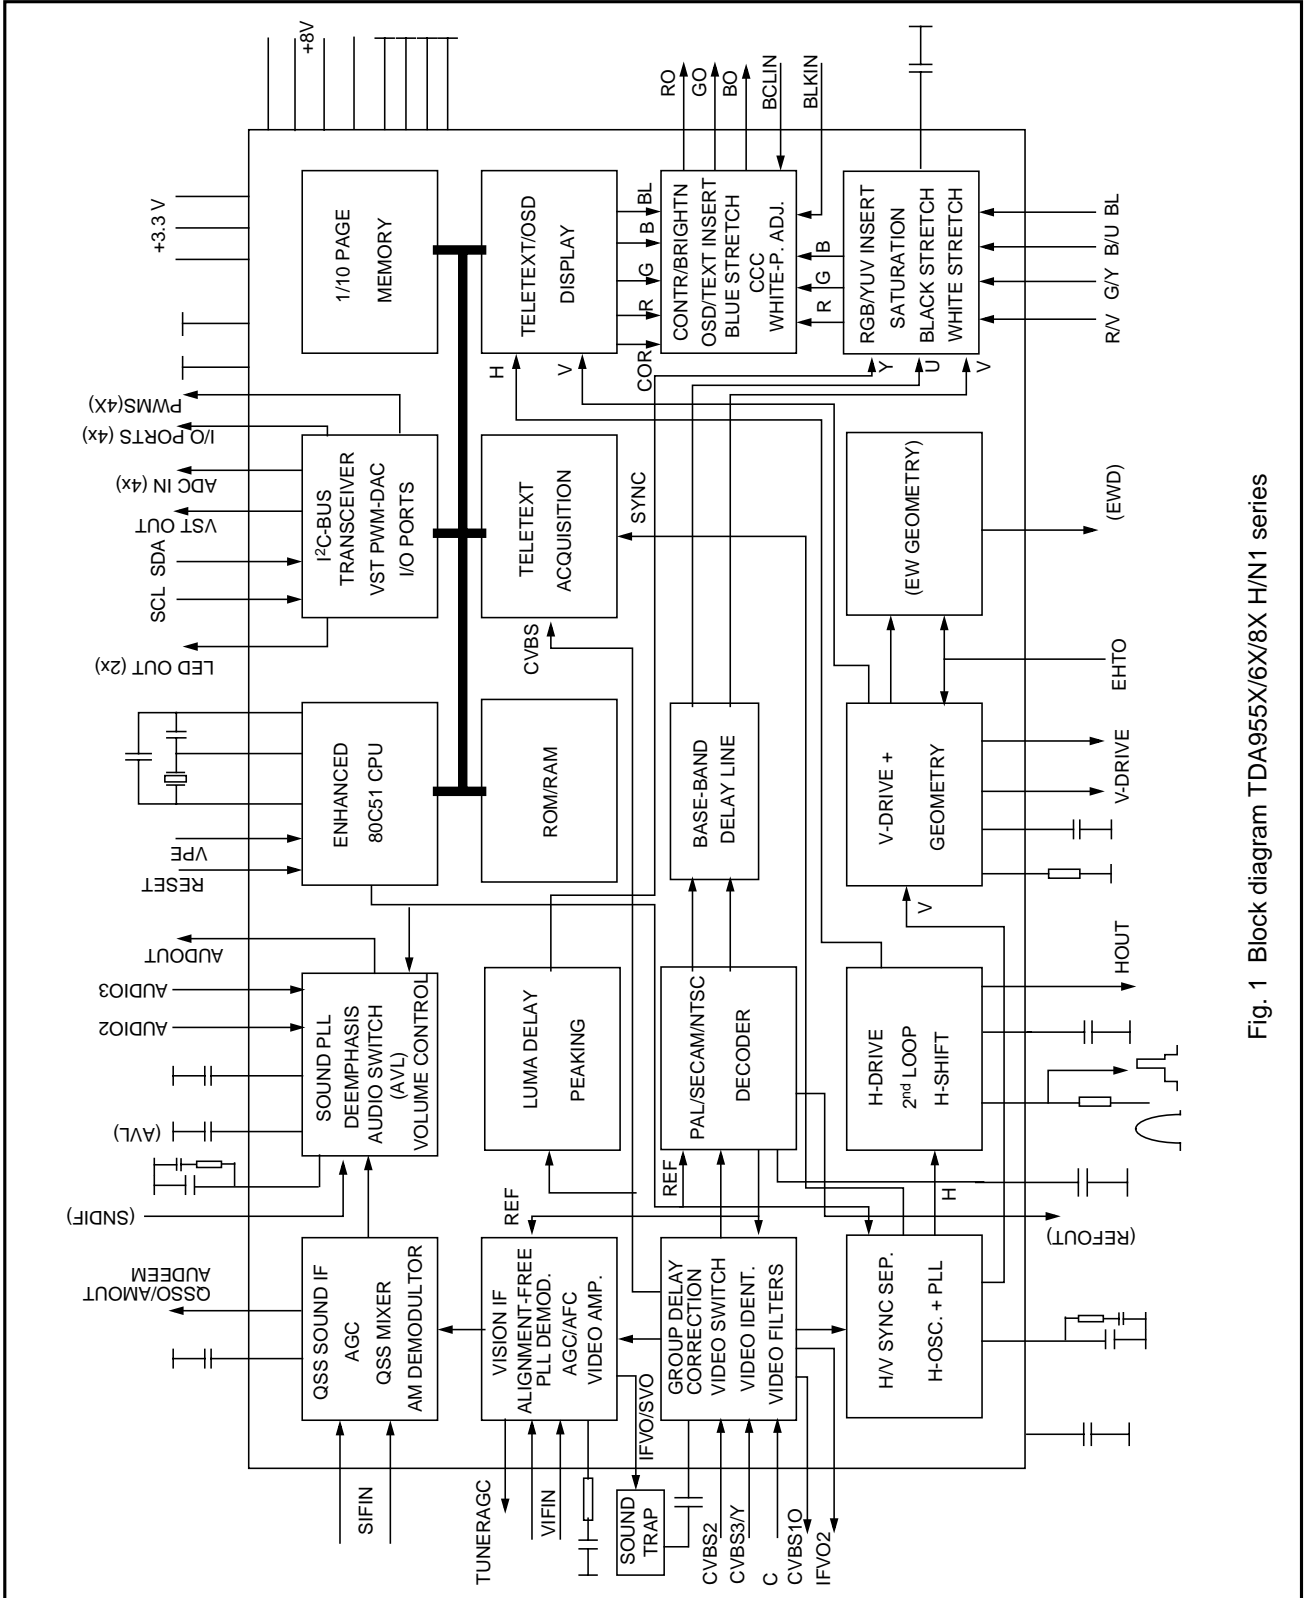 +8V
+3.3 V
RO
GO
BO
BCLIN
BLKIN
1/10 PAGE
MEMORY
TELETEXT/OSD
DISPLAY
H
V
COR
R
G
B
BL
CONTR/BRIGHTN
OSD/TEXT INSERT
BLUE STRETCH
CCC
WHITE-P. ADJ.
R
G
B
RGB/YUV INSERT
SATURATION
BLACK STRETCH
WHITE STRETCH
Y
U
V
R/V
G/Y
B/U
BL
PWMS(4X)
I/O PORTS (4x)
ADC IN (4x)
VST OUT
SDA
SCL
LED OUT (2x)
I²C-BUS
TRANSCEIVER
VST PWM-DAC
I/O PORTS
TELETEXT
ACQUISITION
SYNC
CVBS
(EW GEOMETRY)
(EWD)
EHTO
VPE
RESET
ENHANCED
80C51 CPU
ROM/RAM
BASE-BAND
DELAY LINE
V-DRIVE +
GEOMETRY
V
V-DRIVE
AUDOUT
AUDIO3
AUDIO2
(AVL)
(SNDIF)
SOUND PLL
DEEMPHASIS
AUDIO SWITCH
(AVL)
VOLUME CONTROL
LUMA DELAY
PEAKING
PAL/SECAM/NTSC
DECODER
H-DRIVE
2nd LOOP
H-SHIFT
HOUT
REF
REF
H
(REFOUT)
QSSO/AMOUT
AUDEEM
QSS SOUND IF
AGC
QSS MIXER
AM DEMODULTOR
VISION IF
ALIGNMENT-FREE
PLL DEMOD.
AGC/AFC
VIDEO AMP.
GROUP DELAY
CORRECTION
VIDEO SWITCH
VIDEO IDENT.
VIDEO FILTERS
H/V SYNC SEP.
H-OSC. + PLL
SIFIN
TUNERAGC
VIFIN
IFVO/SVO
SOUND
TRAP
CVBS2
CVBS3/Y
C
CVBS1O
IFVO2
Fig. 1 Block diagram TDA955X/6X/8X H/N1 series